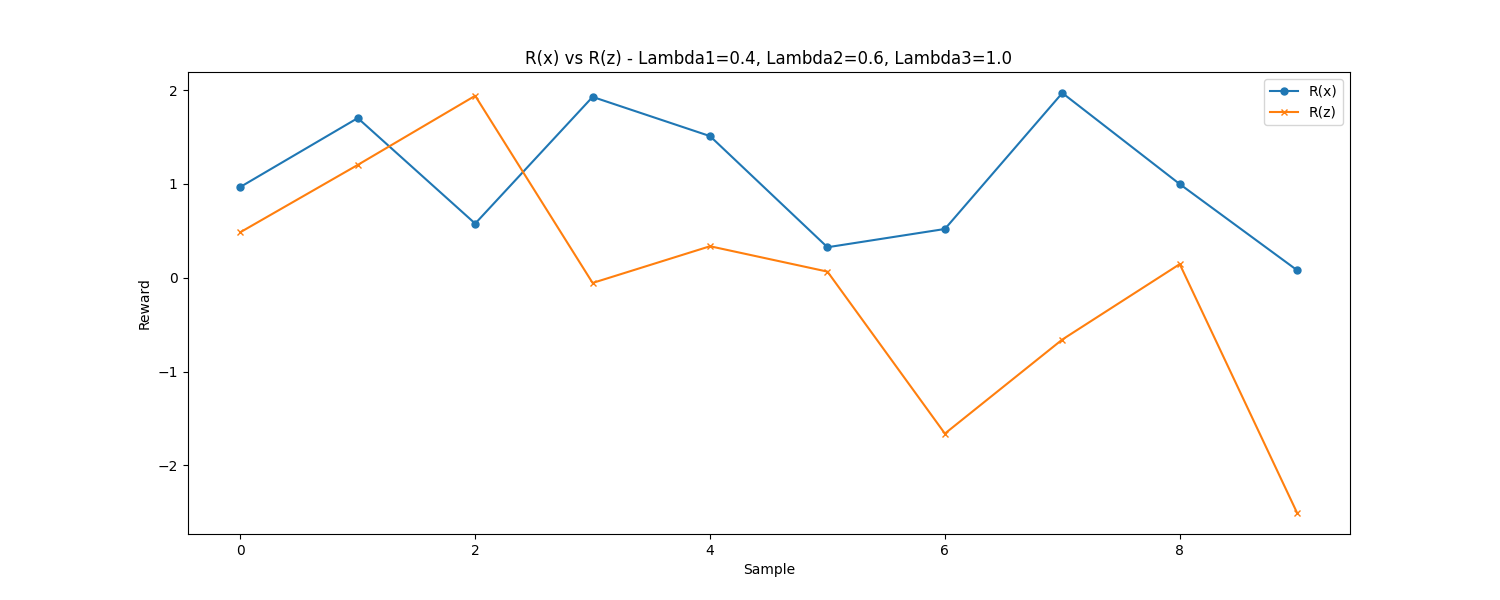 R(x) vs R(z) - Lambda1=0.4, Lambda2=0.6, Lambda3=1.0
R(x)
R(z)
2
1
0
−1
−2
Reward
0 2 4 6 8
Sample